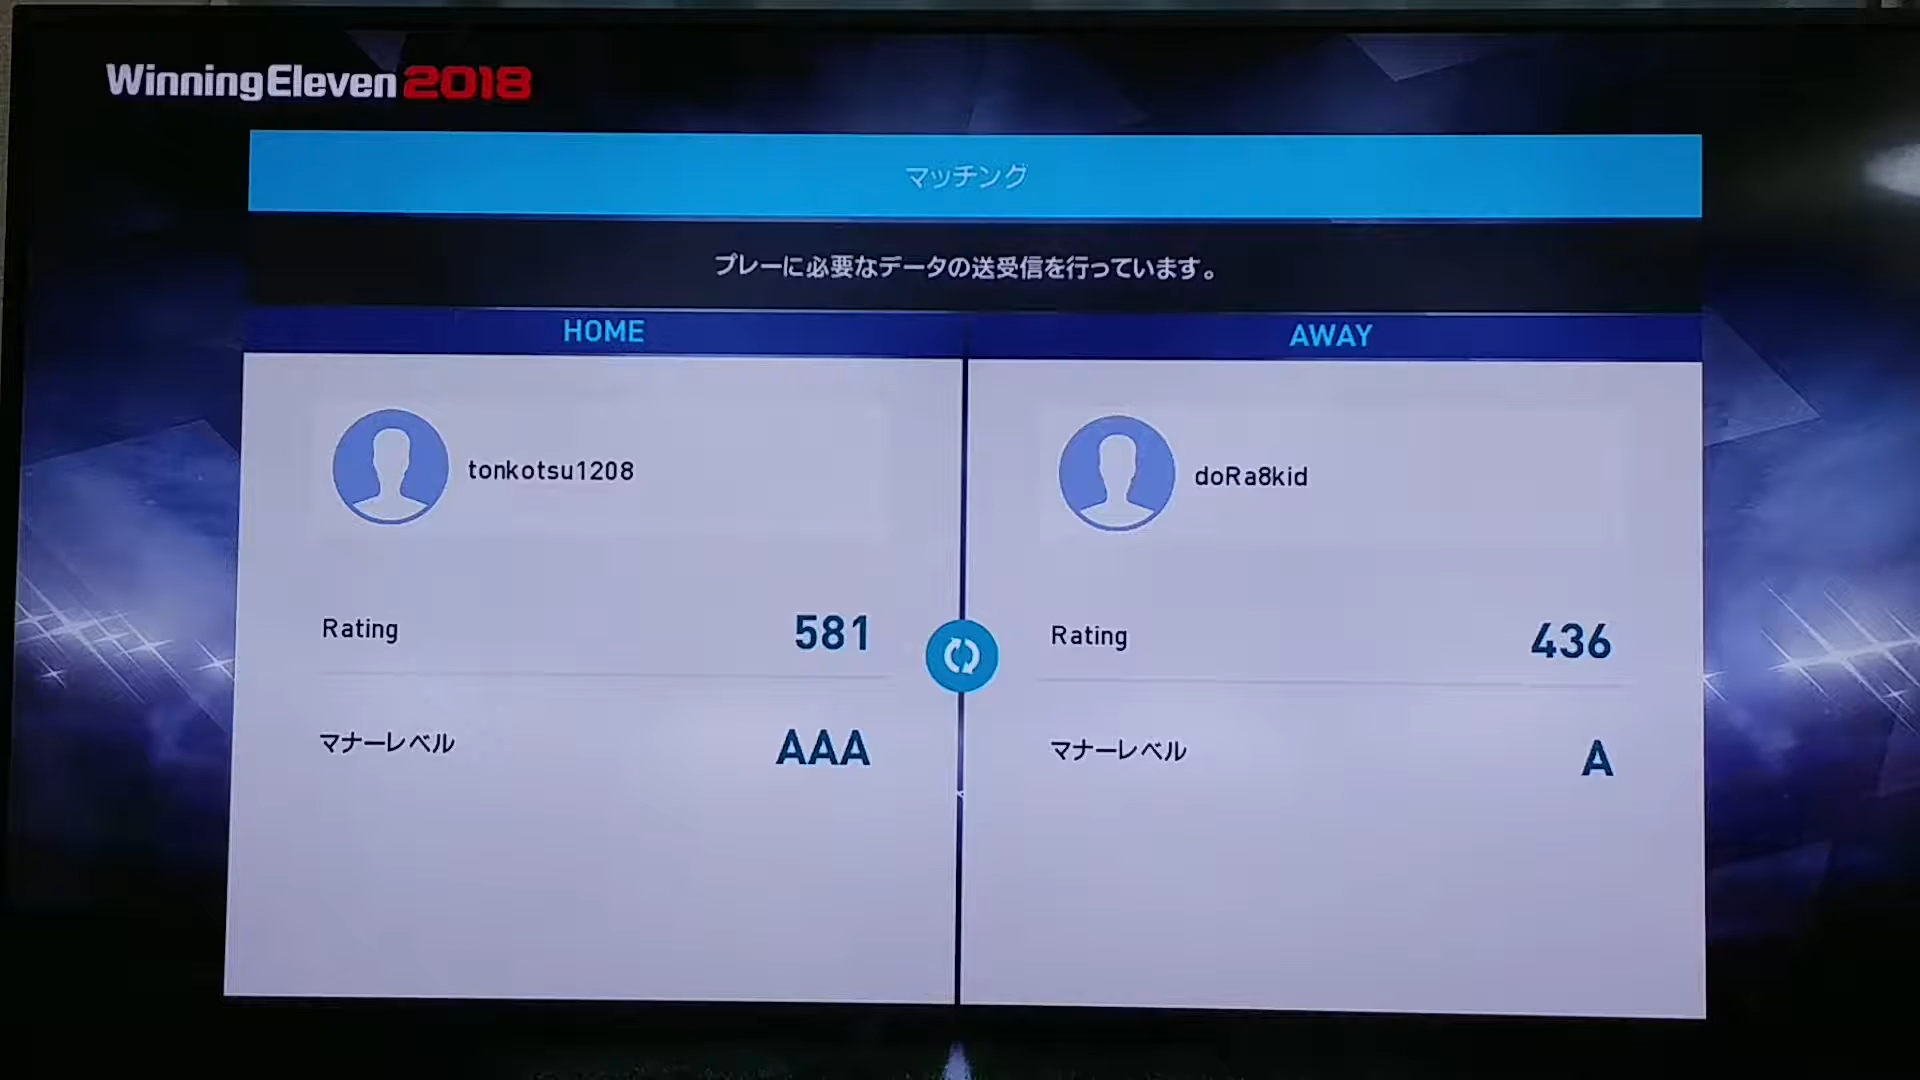 Winning Eleven 2018
マッチング
プレーに必要なデータの送受信を行っています。
HOME
AWAY
tonkotsu1208
doRa8kid
Rating 581
Rating 436
マナーレベル AAA
マナーレベル A